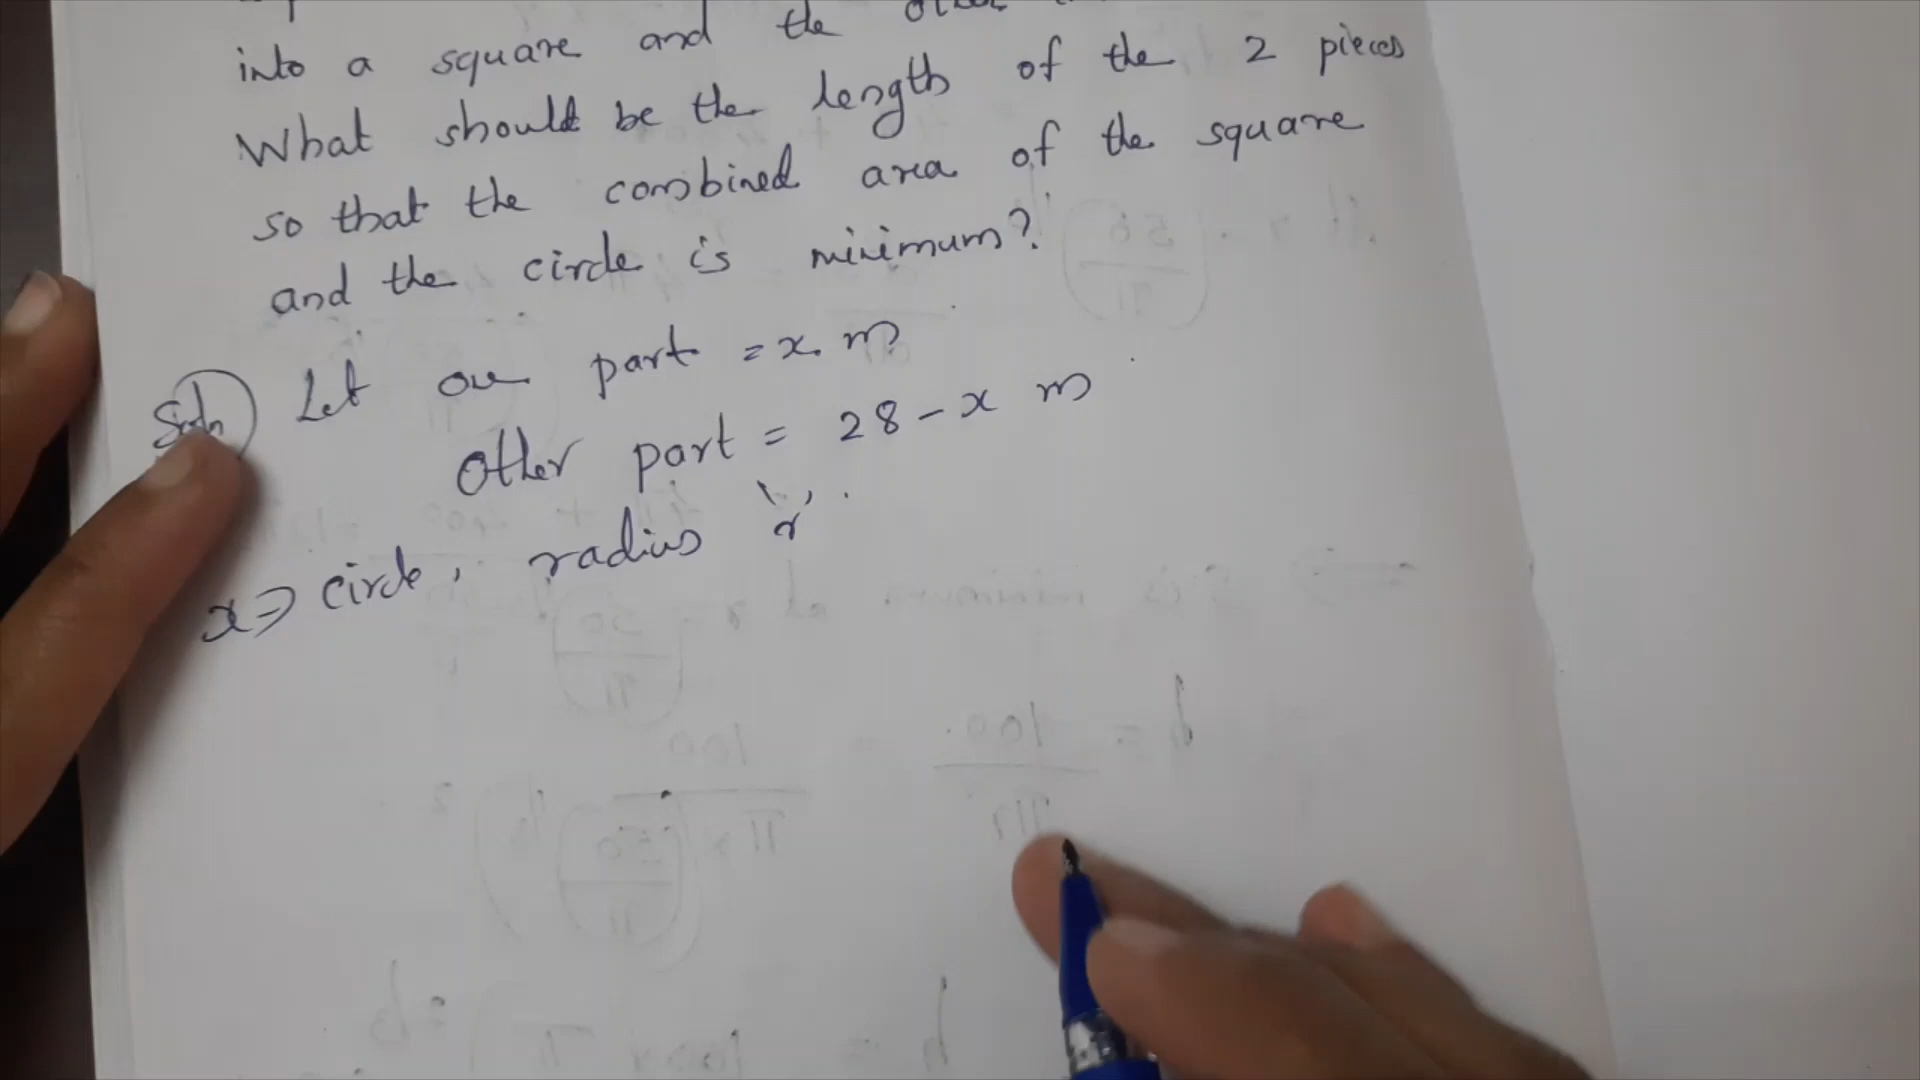 into a square and the other
What should be the length of the 2 pieces
so that the combined area of the square
and the circle is minimum?
Soln Let one part = x m
Other part = 28 - x m
x => circle, radius 'r'